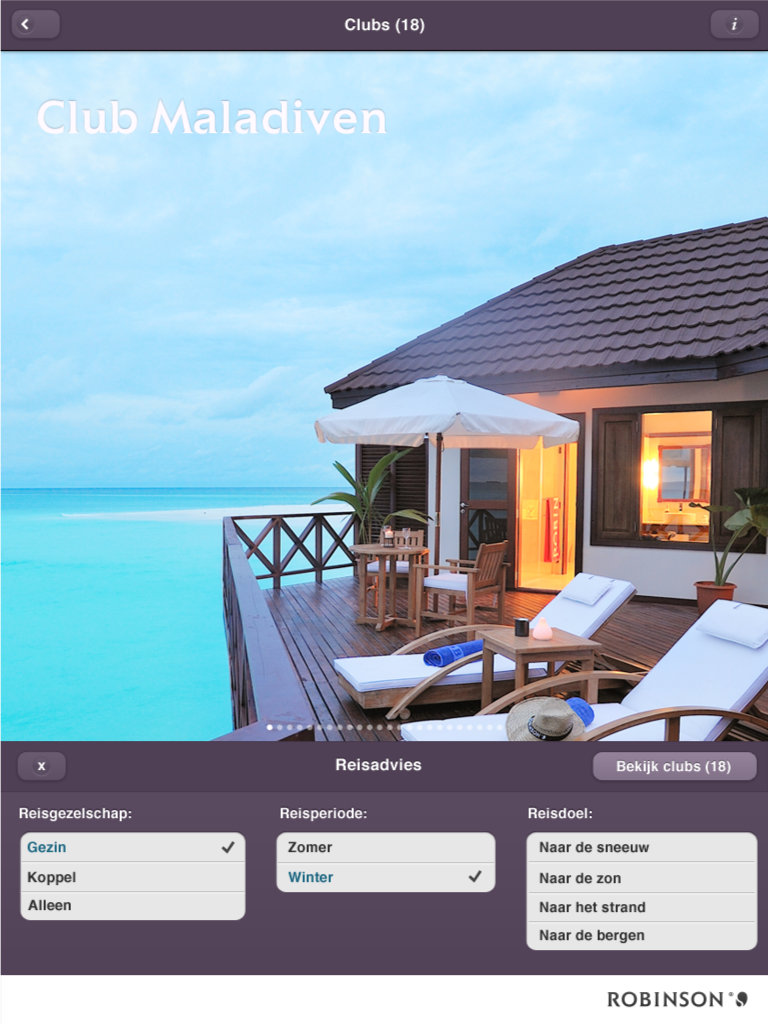 Clubs (18)
i
Club Maladiven
x
Reisadvies
Bekijk clubs (18)
Reisgezelschap:
Reisperiode:
Reisdoel:
Gezin
Koppel
Alleen
Zomer
Winter
Naar de sneeuw
Naar de zon
Naar het strand
Naar de bergen
ROBINSON